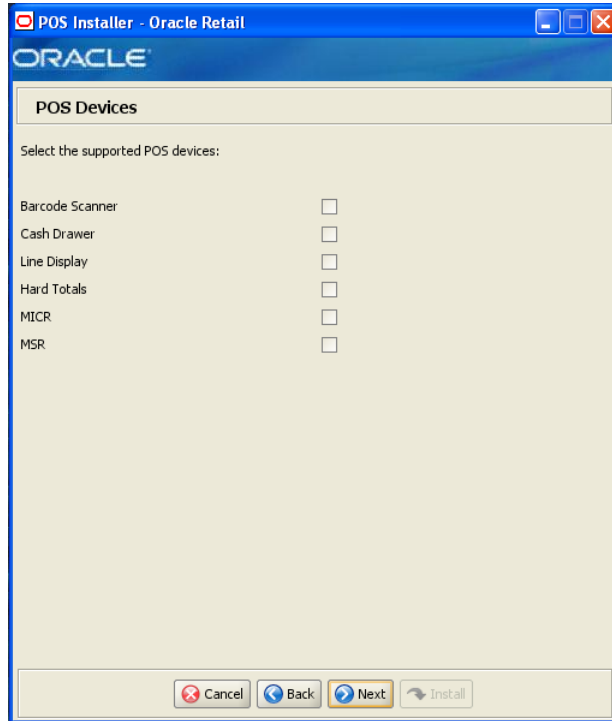 POS Installer - Oracle Retail
ORACLE
POS Devices
Select the supported POS devices:
Barcode Scanner
Cash Drawer
Line Display
Hard Totals
MICR
MSR
Cancel Back Next Install